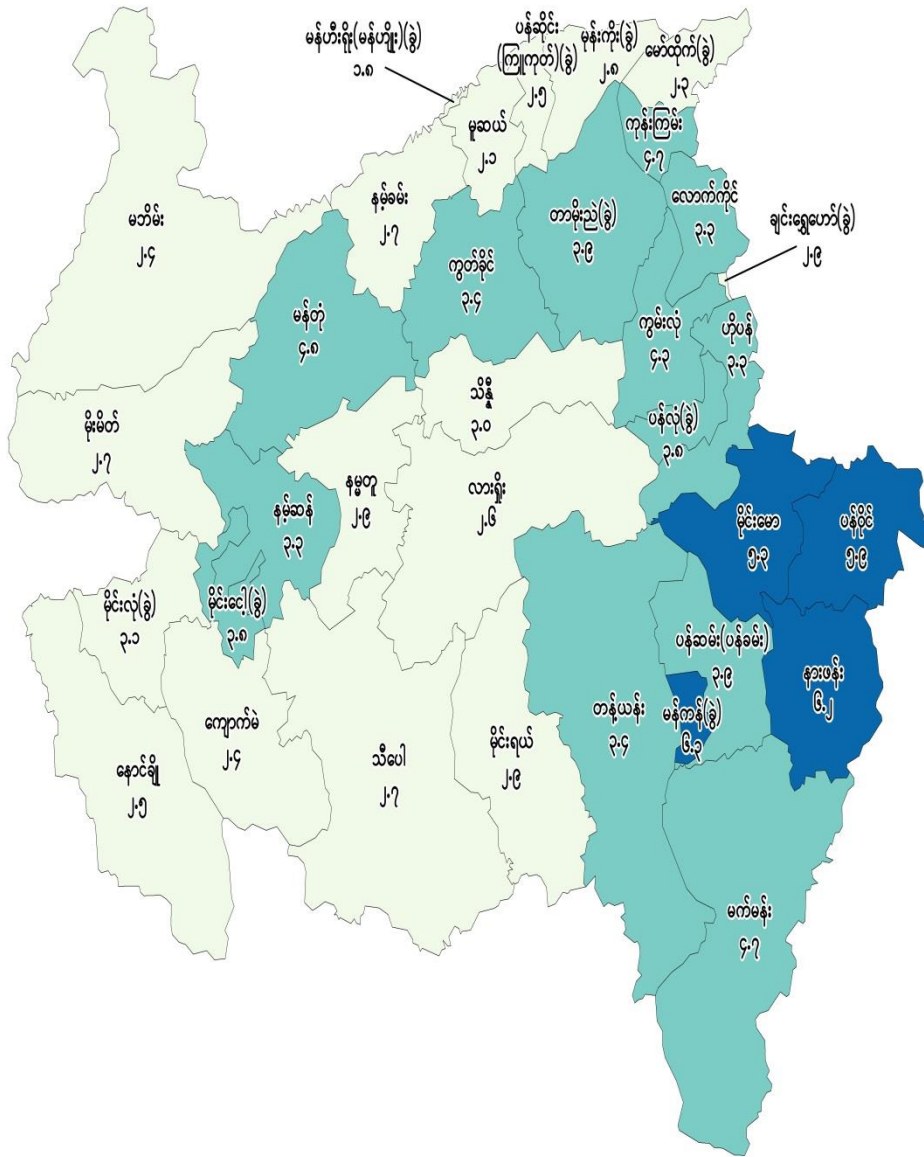 မန်ဟီးရိုး(မန်ဟျိုး)(ခွဲ)
၁.၈
ပန်ဆိုင်း
(ကြူကုတ်)(ခွဲ)
၂.၅
မုန်းကိုး(ခွဲ)
၂.၈
မော်ထိုက်(ခွဲ)
၂.၃
မူဆယ်
၂.၁
ကုန်းကြမ်း
၄.၇
နမ့်ခမ်း
၂.၇
လောက်ကိုင်
၃.၃
မဘိမ်း
၂.၄
တာမိုးညဲ(ခွဲ)
၃.၉
ချင်းရွှေဟော်(ခွဲ)
၂.၉
ကွတ်ခိုင်
၃.၄
မန်တုံ
၄.၈
ကွမ်းလုံ
၄.၃
ဟိုပန်
၃.၃
သိန္နီ
၃.၀
မိုးမိတ်
၂.၇
ပန်လုံ(ခွဲ)
၃.၈
နမ္မတူ
၂.၉
လားရှိုး
၂.၆
နမ့်ဆန်
၃.၃
မိုင်းမော
၅.၃
ပန်ဝိုင်
၅.၉
မိုင်းလုံ(ခွဲ)
၃.၁
မိုင်းငေါ့(ခွဲ)
၃.၈
ပန်ဆမ်း(ပန်ခမ်း)
၃.၉
နားဖန်း
၆.၂
ကျောက်မဲ
၂.၄
တန့်ယန်း
၃.၄
မန်ကန်(ခွဲ)
၆.၃
နောင်ချို
၂.၅
သီပေါ
၂.၇
မိုင်းရယ်
၂.၉
မက်မန်း
၄.၇